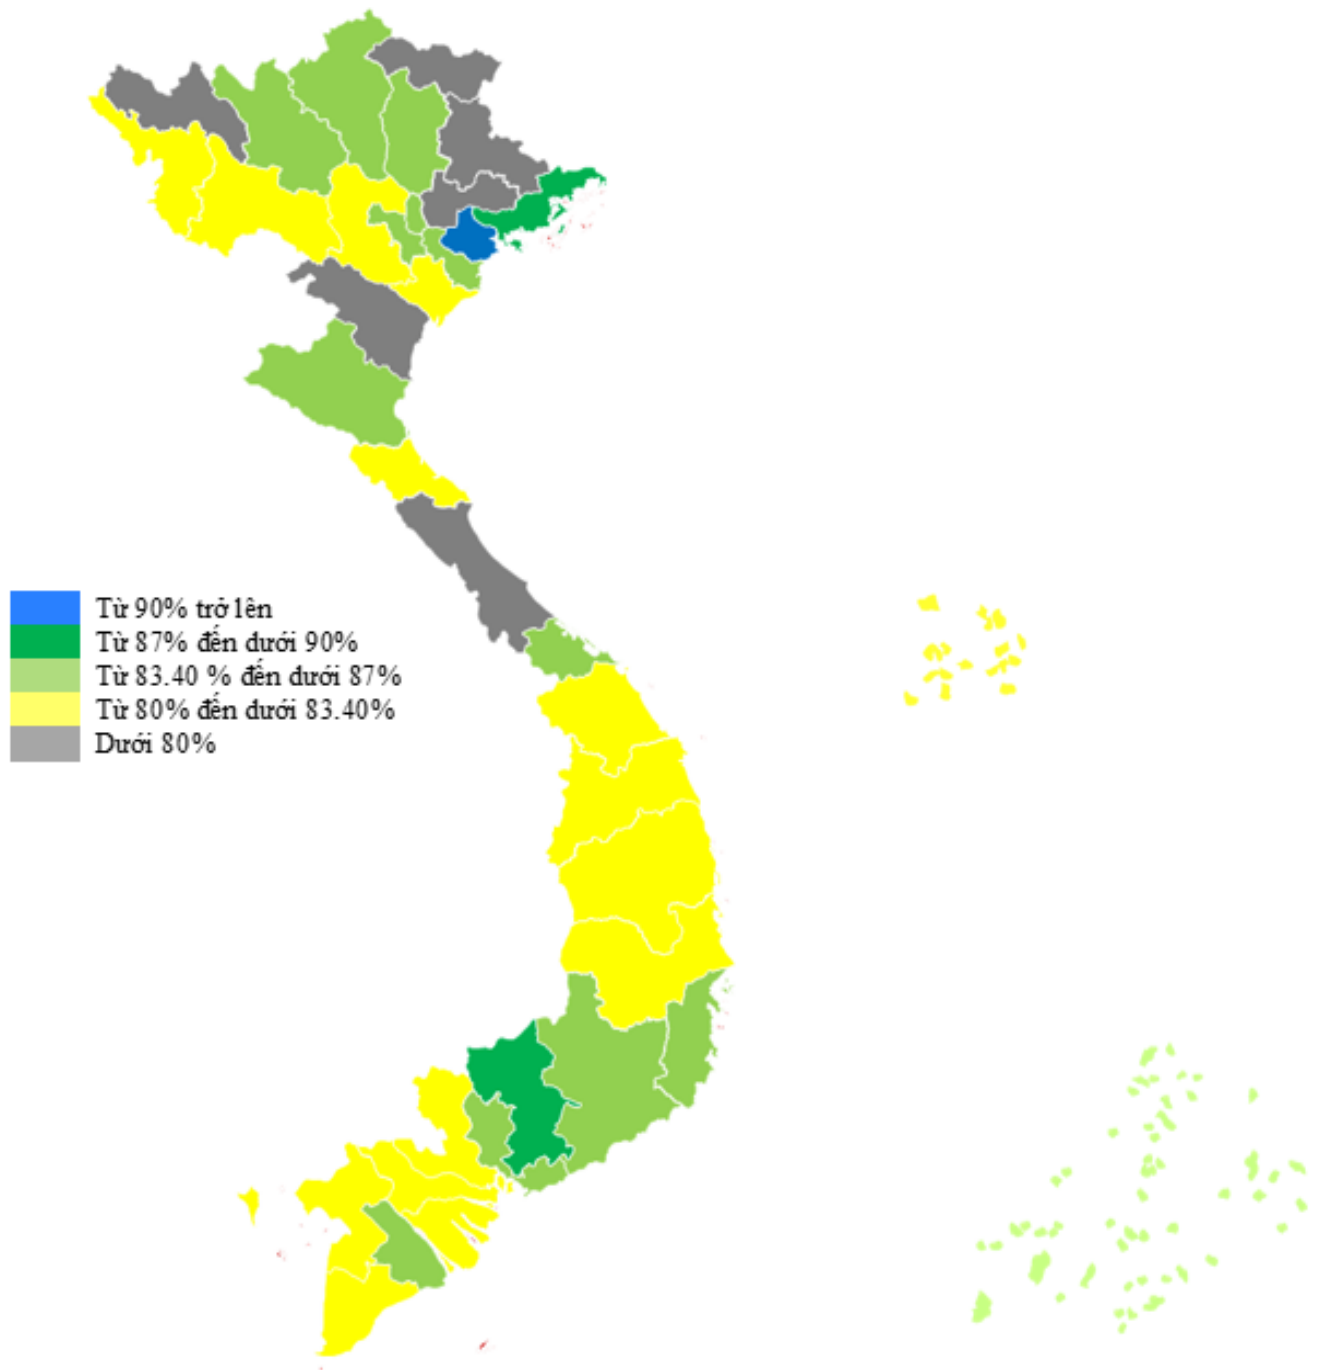 Từ 90% trở lên
Từ 87% đến dưới 90%
Từ 83.40 % đến dưới 87%
Từ 80% đến dưới 83.40%
Dưới 80%